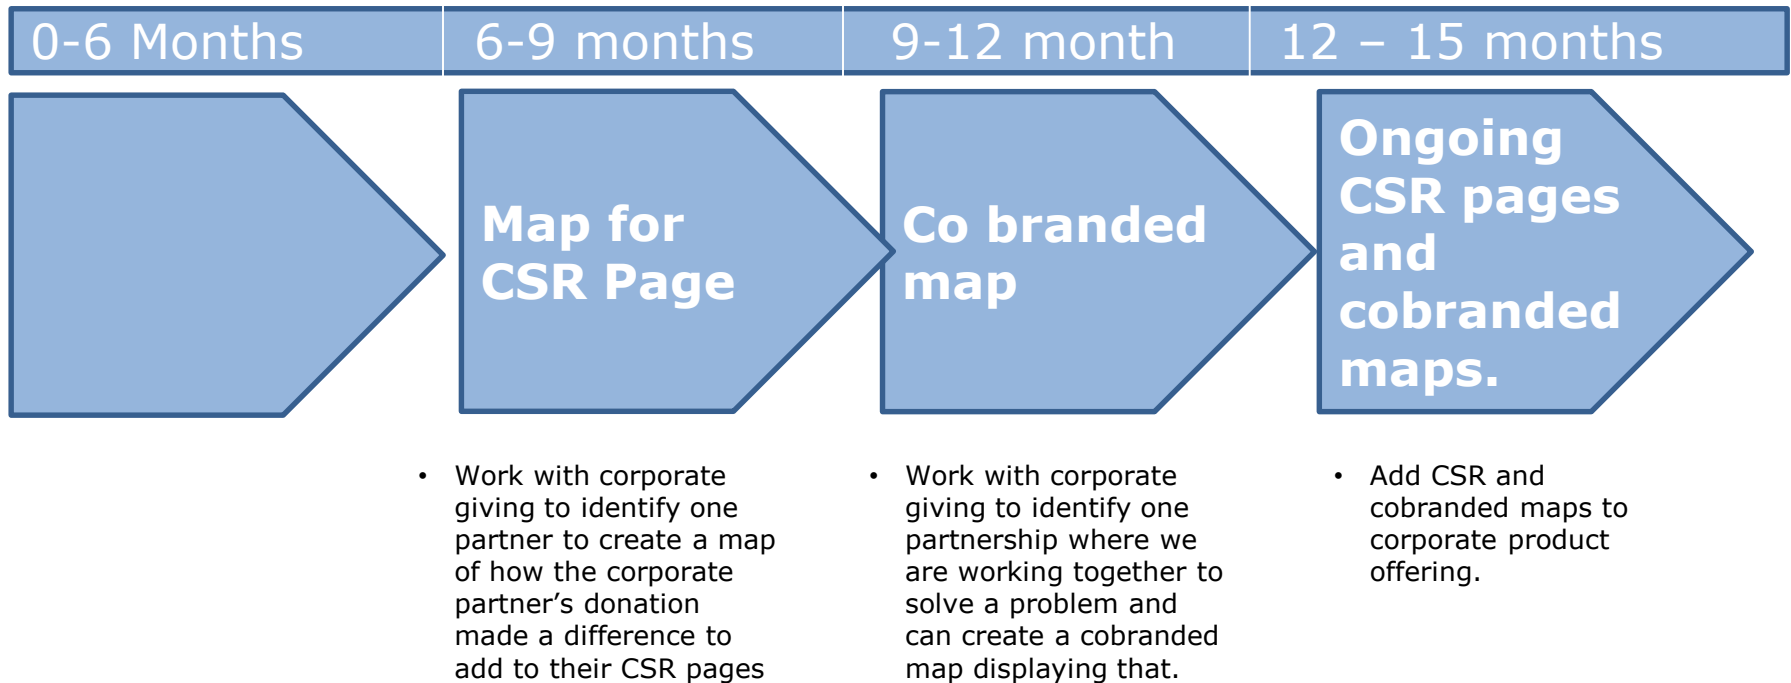 0-6 Months
6-9 months
9-12 month
12 – 15 months
Map for
CSR Page
Co branded
map
Ongoing
CSR pages
and
cobranded
maps.
• Work with corporate
giving to identify one
partner to create a map
of how the corporate
partner’s donation
made a difference to
add to their CSR pages
• Work with corporate
giving to identify one
partnership where we
are working together to
solve a problem and
can create a cobranded
map displaying that.
• Add CSR and
cobranded maps to
corporate product
offering.